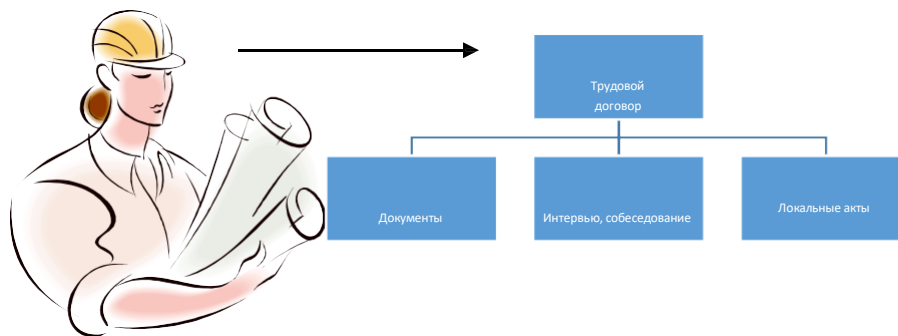 Трудовой
договор
Документы
Интервью, собеседование
Локальные акты